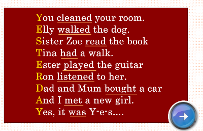 You cleaned your room.
Elly walked the dog.
Sister Zoe read the book
Tina had a walk.
Ester played the guitar
Ron listened to her.
Dad and Mum bought a car
And I met a new girl.
Yes, it was Y-e-s....